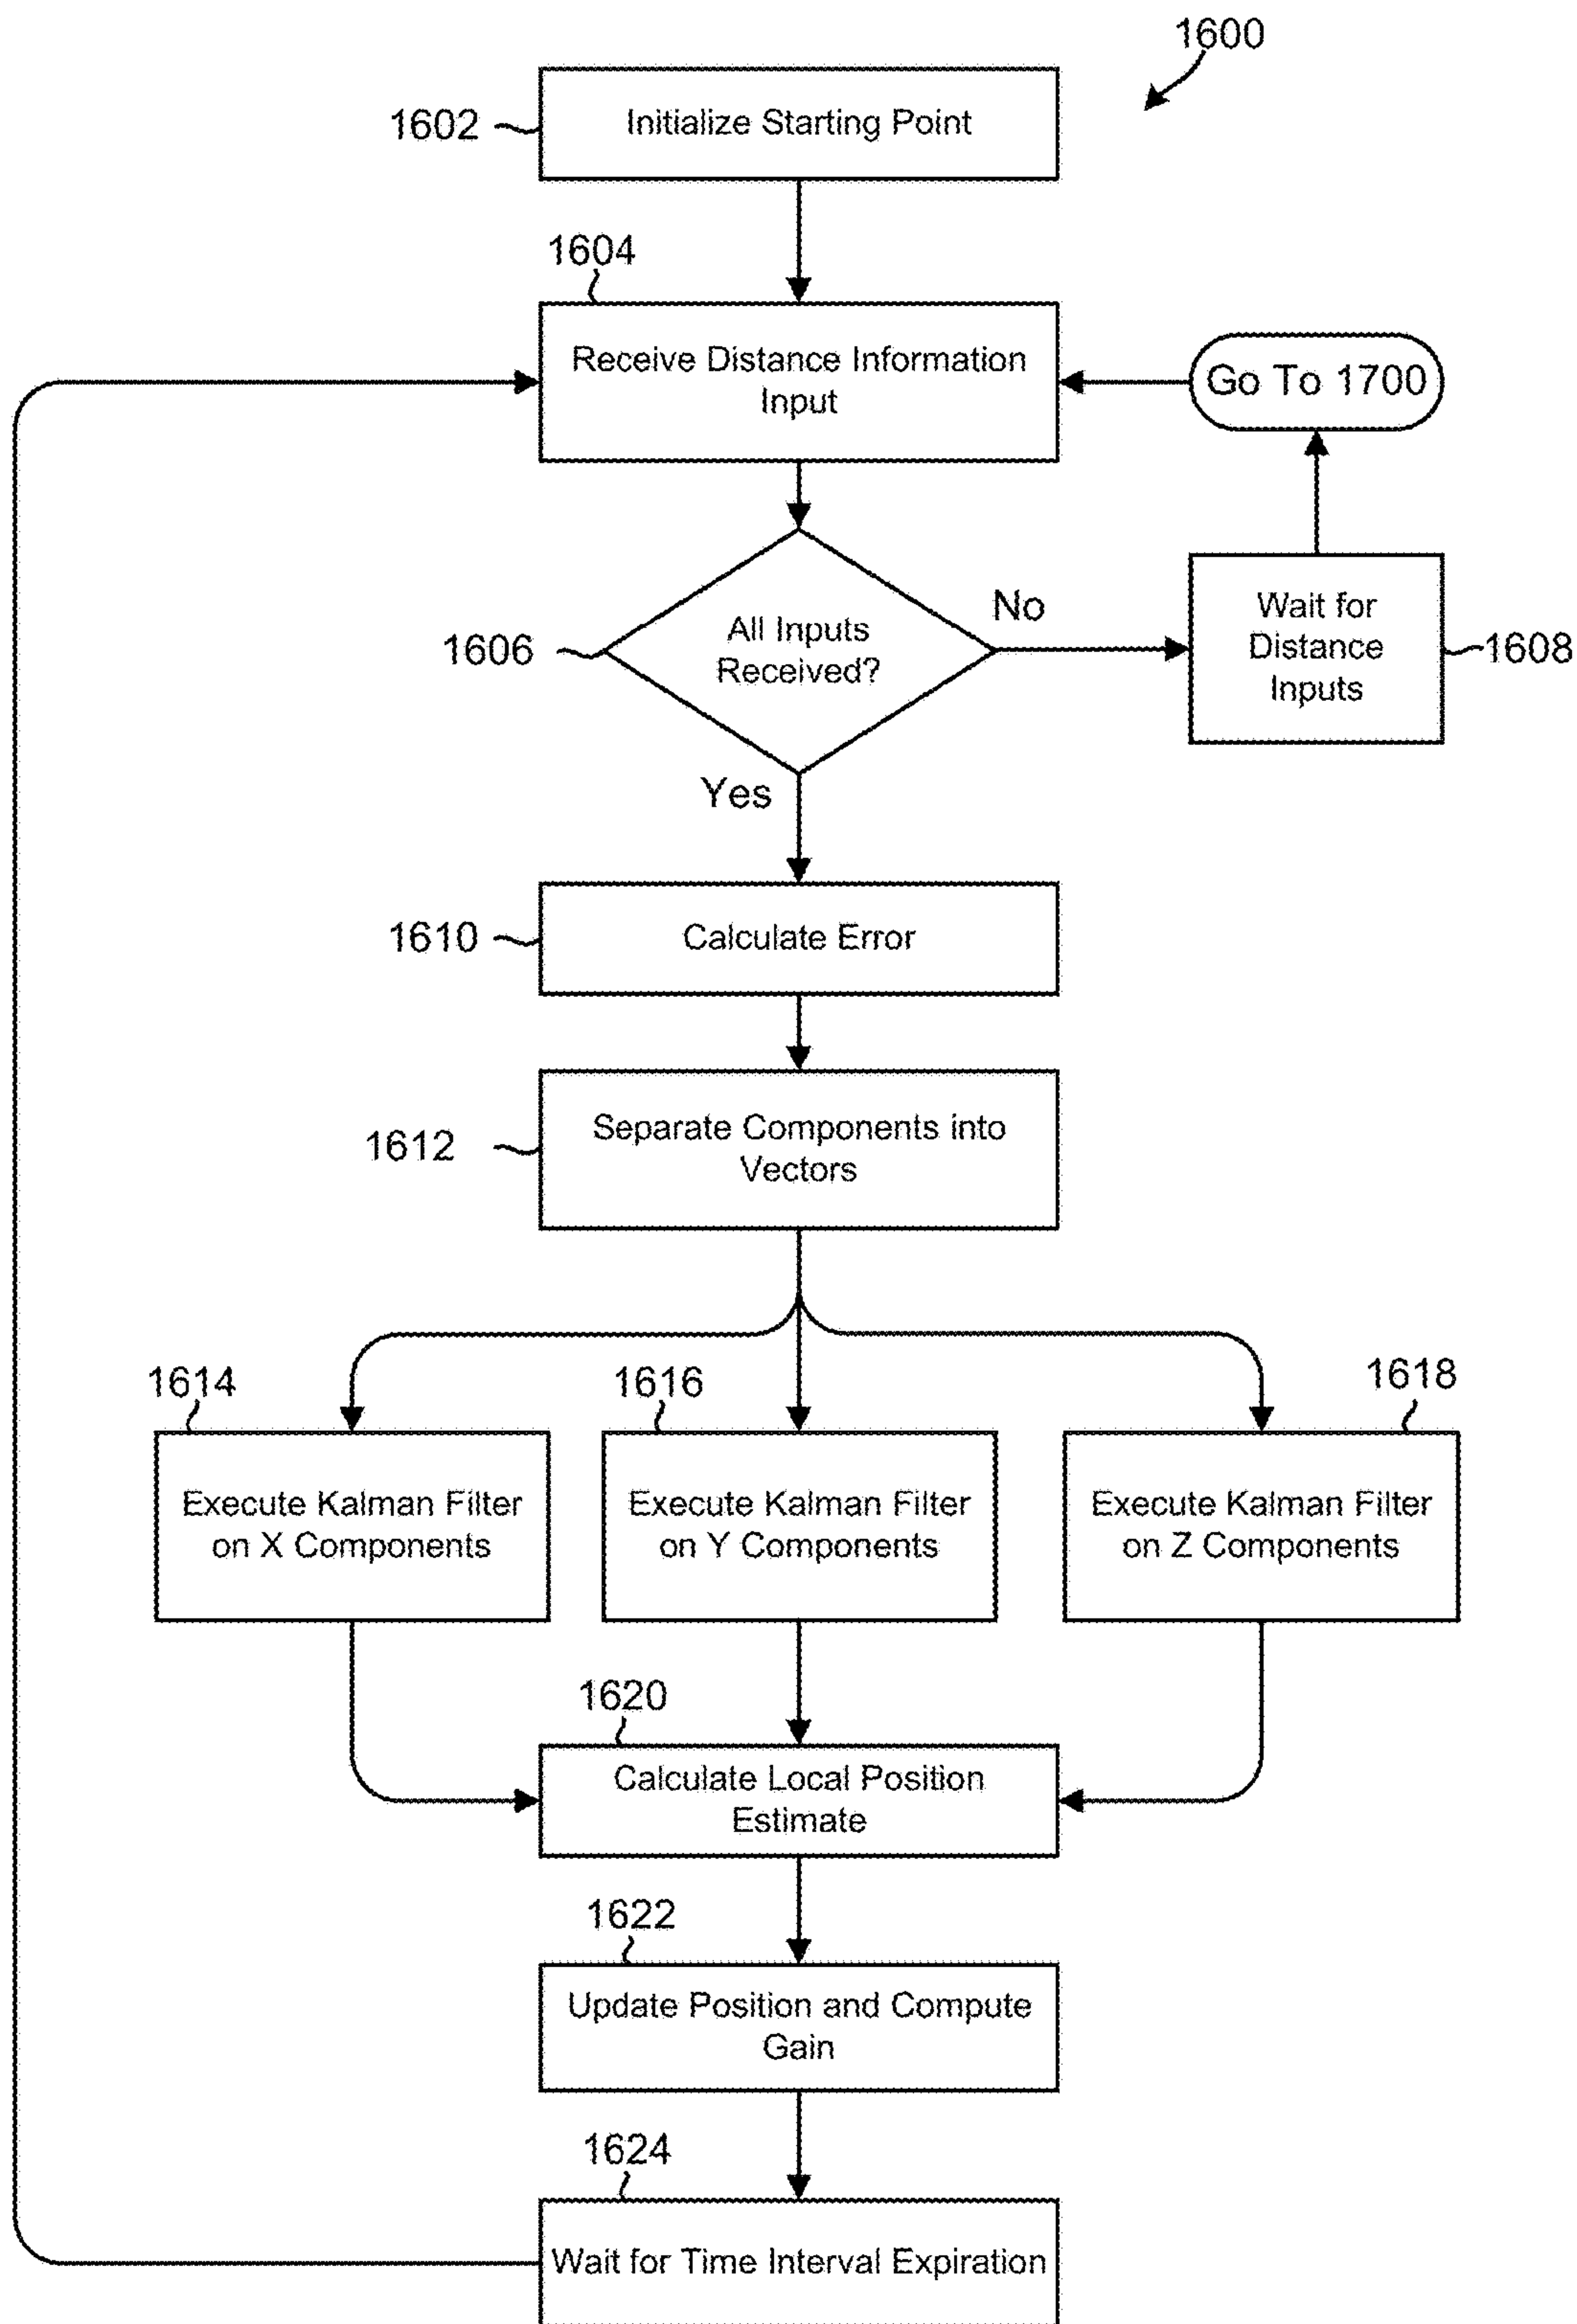 1600
1602
Initialize Starting Point
1604
Receive Distance Information
Input
Go To 1700
1606
All Inputs
Received?
No
Wait for
Distance
Inputs
1608
Yes
1610
Calculate Error
1612
Separate Components into
Vectors
1614
1616
1618
Execute Kalman Filter
on X Components
Execute Kalman Filter
on Y Components
Execute Kalman Filter
on Z Components
1620
Calculate Local Position
Estimate
1622
Update Position and Compute
Gain
1624
Wait for Time Interval Expiration